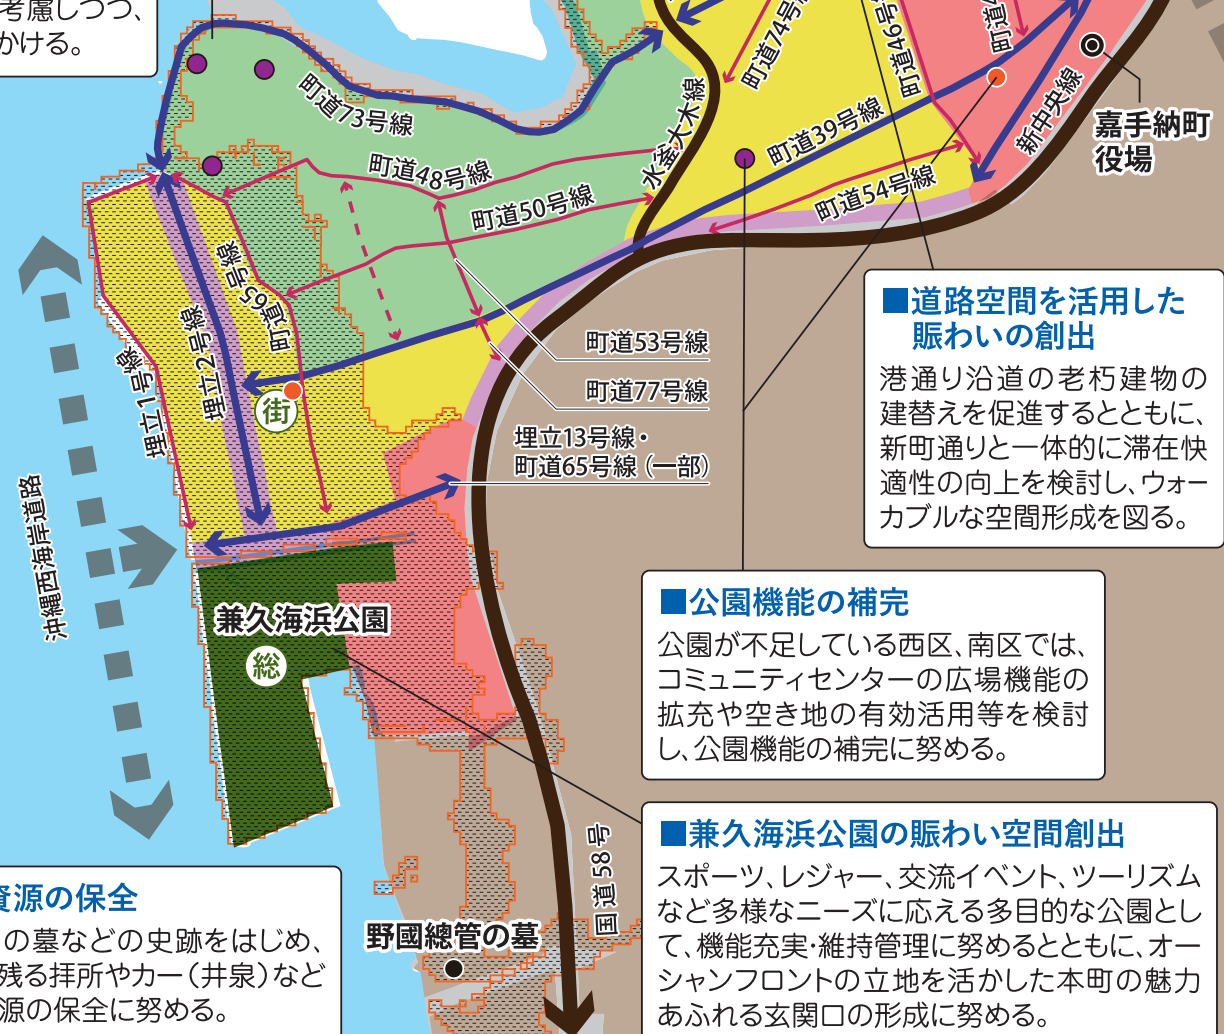 考慮しつつ、
かける。
町道73号線
町道74号線
町道46号線
町道4
嘉手納町
役場
新中央線
水釜大木線
町道39号線
町道48号線
町道50号線
町道54号線
■道路空間を活用した
賑わいの創出
港通り沿道の老朽建物の
建替えを促進するとともに、
新町通りと一体的に滞在快
適性の向上を検討し、ウォー
カブルな空間形成を図る。
町道65号線
埋立2号線
埋立1号線
町道53号線
町道77号線
街
埋立13号線・
町道65号線(一部)
沖縄西海岸道路
兼久海浜公園
総
■公園機能の補完
公園が不足している西区、南区では、
コミュニティセンターの広場機能の
拡充や空き地の有効活用等を検討
し、公園機能の補完に努める。
■兼久海浜公園の賑わい空間創出
スポーツ、レジャー、交流イベント、ツーリズム
など多様なニーズに応える多目的な公園とし
て、機能充実・維持管理に努めるとともに、オー
シャンフロントの立地を活かした本町の魅力
あふれる玄関口の形成に努める。
国道58号
資源の保全
の墓などの史跡をはじめ、
残る拝所やカー(井泉)など
源の保全に努める。
野國總管の墓